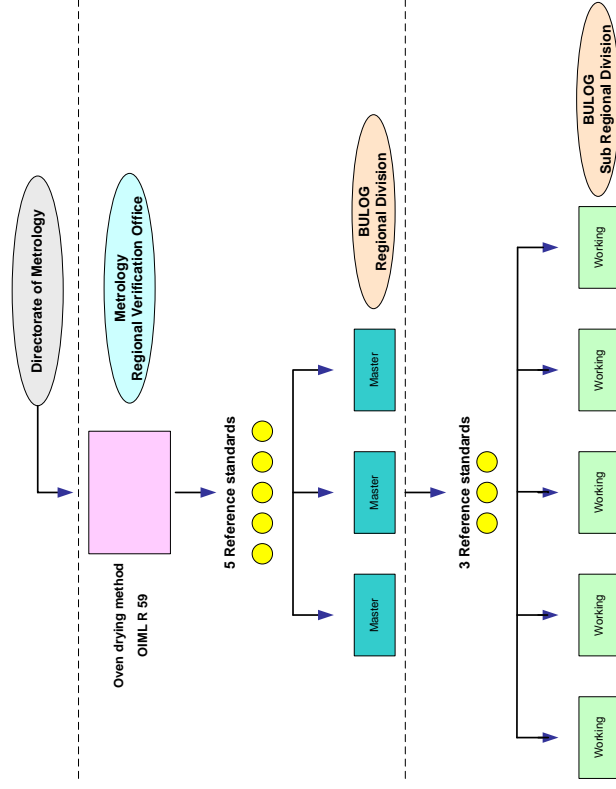 Directorate of Metrology
Metrology
Regional Verification Office
Oven drying method
OIML R 59
5 Reference standards
BULOG
Regional Division
Master
Master
Master
3 Reference standards
BULOG
Sub Regional Division
Working
Working
Working
Working
Working